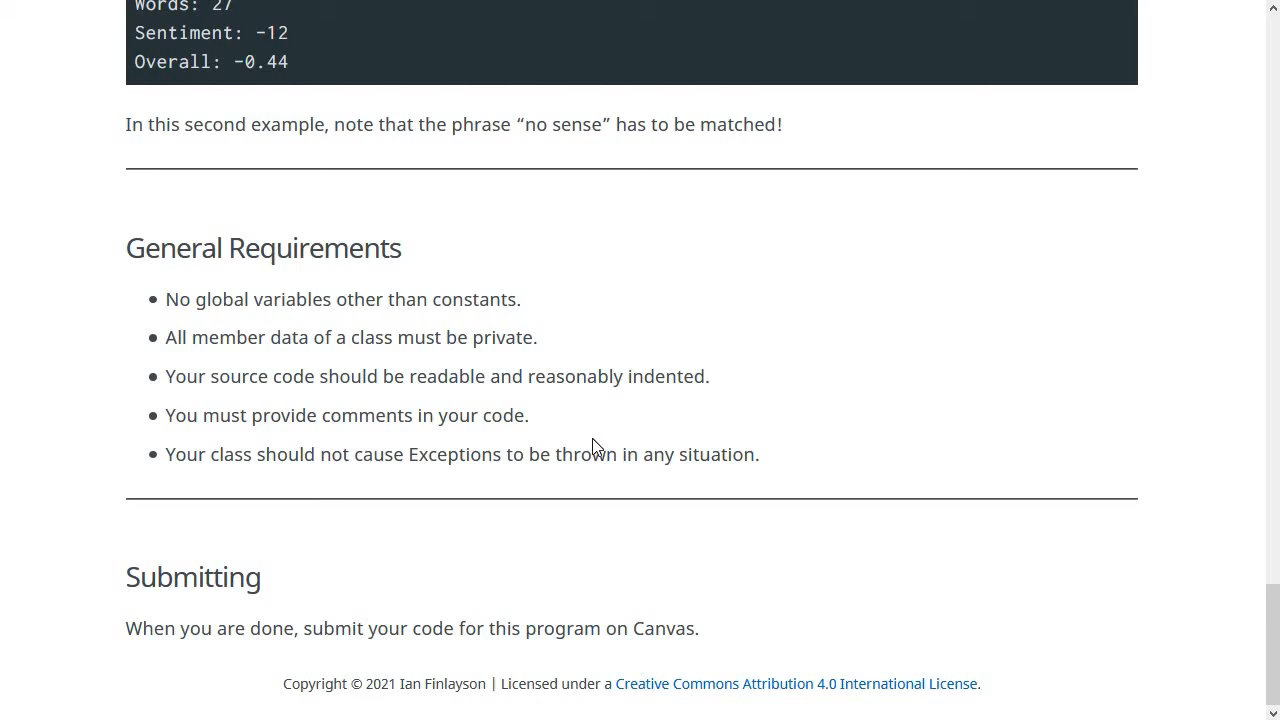 Words: 27
Sentiment: -12
Overall: -0.44
In this second example, note that the phrase “no sense” has to be matched!
General Requirements
• No global variables other than constants.
• All member data of a class must be private.
• Your source code should be readable and reasonably indented.
• You must provide comments in your code.
• Your class should not cause Exceptions to be thrown in any situation.
Submitting
When you are done, submit your code for this program on Canvas.
Copyright © 2021 Ian Finlayson | Licensed under a Creative Commons Attribution 4.0 International License.